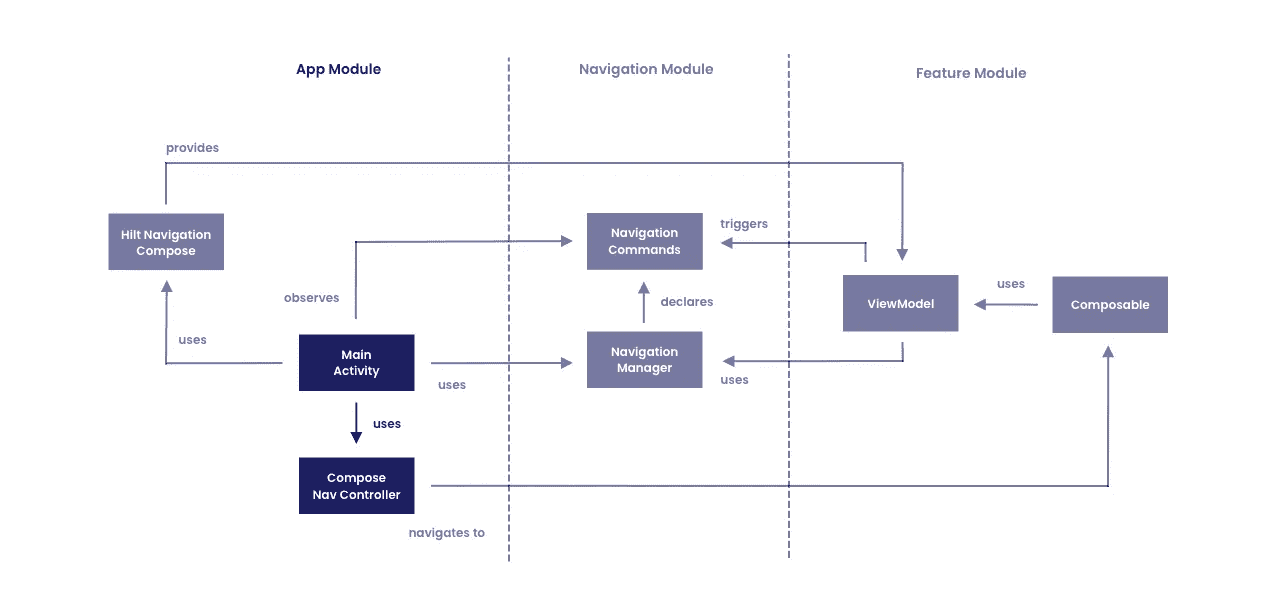 App Module
Navigation Module
Feature Module
provides
Hilt Navigation
Compose
Navigation
Commands
triggers
observes
declares
ViewModel
uses
Composable
uses
Main
Activity
uses
Navigation
Manager
uses
uses
Compose
Nav Controller
navigates to